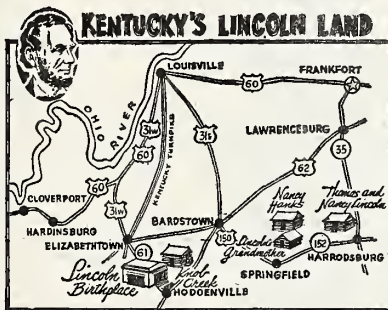 KENTUCKY'S LINCOLN LAND
LOUISVILLE
FRANKFORT
60
OHIO RIVER
31W
31E
KENTUCKY TURNPIKE
60
LAWRENCEBURG
35
62
60
CLOVERPORT
31W
Nancy Hanks
Thomas and
Nancy Lincoln
HARDINSBURG
BARDSTOWN
ELIZABETHTOWN
150
Lincoln's
Grandmother
152
HARRODSBURG
61
Lincoln
Birthplace
Knob
Creek
SPRINGFIELD
HODGENVILLE